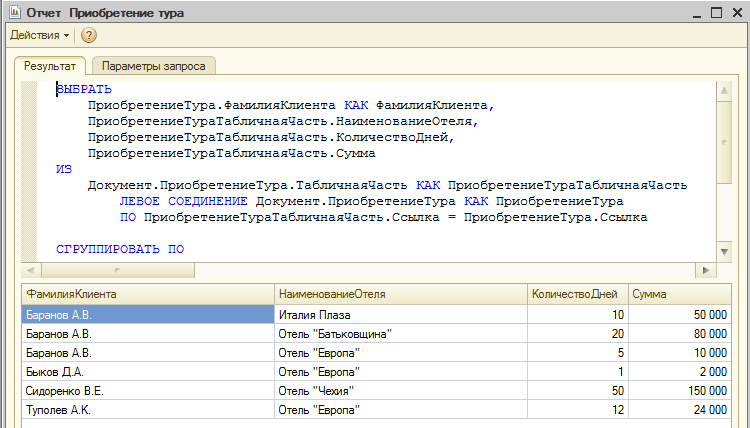 Отчет Приобретение тура
Действия
Результат Параметры запроса
ВЫБРАТЬ
ПриобретениеТура.ФамилияКлиента КАК ФамилияКлиента,
ПриобретениеТураТабличнаяЧасть.НаименованиеОтеля,
ПриобретениеТураТабличнаяЧасть.КоличествоДней,
ПриобретениеТураТабличнаяЧасть.Сумма
ИЗ
Документ.ПриобретениеТура.ТабличнаяЧасть КАК ПриобретениеТураТабличнаяЧасть
ЛЕВОЕ СОЕДИНЕНИЕ Документ.ПриобретениеТура КАК ПриобретениеТура
ПО ПриобретениеТураТабличнаяЧасть.Ссылка = ПриобретениеТура.Ссылка
СГРУППИРОВАТЬ ПО
ФамилияКлиента НаименованиеОтеля КоличествоДней Сумма
Баранов А.В. Италия Плаза 10 50 000
Баранов А.В. Отель "Батьковщина" 20 80 000
Баранов А.В. Отель "Европа" 5 10 000
Быков Д.А. Отель "Европа" 1 2 000
Сидоренко В.Е. Отель "Чехия" 50 150 000
Туполев А.К. Отель "Европа" 12 24 000